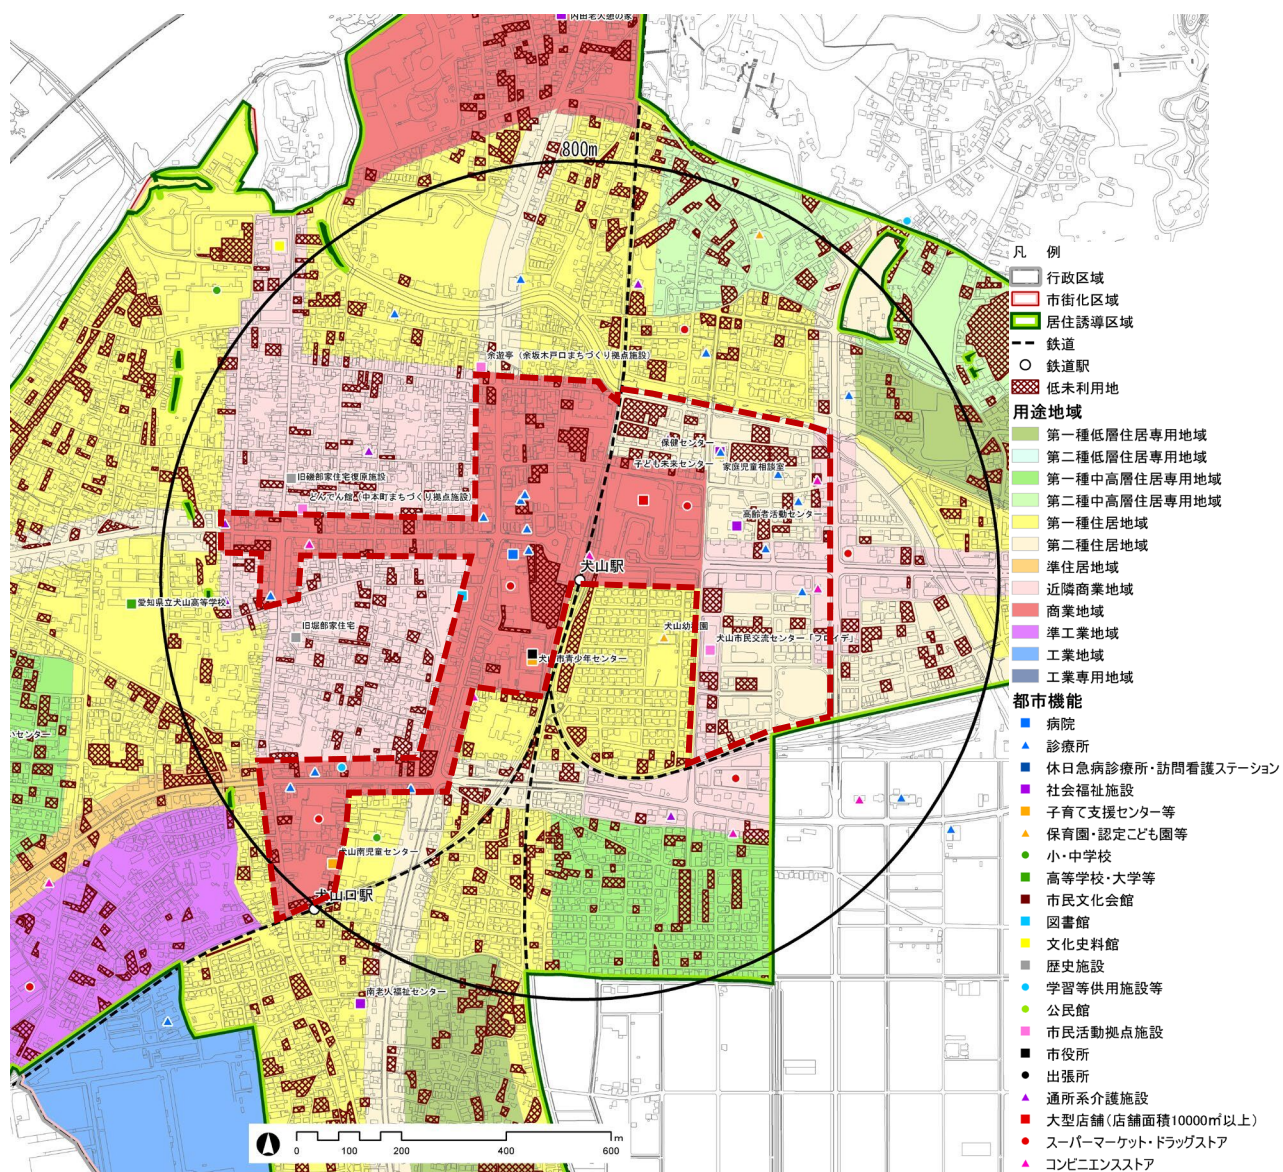 内田老人憩の家
800m
余遊亭（余坂木戸口まちづくり拠点施設）
保健センター
子ども未来センター
家庭児童相談室
旧磯部家住宅復原施設
どんでん館（中本町まちづくり拠点施設）
高齢者活動センター
犬山駅
愛知県立犬山高等学校
旧堀部家住宅
犬山幼稚園
犬山市民交流センター「フロイデ」
犬山市青少年センター
いセンター
犬山南児童センター
犬山口駅
南老人福祉センター
0 100 200 400 600 m
凡 例
行政区域
市街化区域
居住誘導区域
鉄道
鉄道駅
低未利用地
用途地域
第一種低層住居専用地域
第二種低層住居専用地域
第一種中高層住居専用地域
第二種中高層住居専用地域
第一種住居地域
第二種住居地域
準住居地域
近隣商業地域
商業地域
準工業地域
工業地域
工業専用地域
都市機能
病院
診療所
休日急病診療所・訪問看護ステーション
社会福祉施設
子育て支援センター等
保育園・認定こども園等
小・中学校
高等学校・大学等
市民文化会館
図書館
文化史料館
歴史施設
学習等供用施設等
公民館
市民活動拠点施設
市役所
出張所
通所系介護施設
大型店舗(店舗面積10000㎡以上)
スーパーマーケット・ドラッグストア
コンビニエンスストア